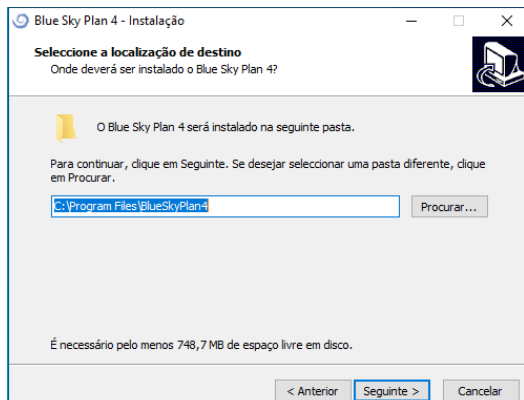 Blue Sky Plan 4 - Instalação
Seleccione a localização de destino
Onde deverá ser instalado o Blue Sky Plan 4?
O Blue Sky Plan 4 será instalado na seguinte pasta.
Para continuar, clique em Seguinte. Se desejar seleccionar uma pasta diferente, clique
em Procurar.
C:\Program Files\BlueSkyPlan4
Procurar...
É necessário pelo menos 748,7 MB de espaço livre em disco.
< Anterior
Seguinte >
Cancelar